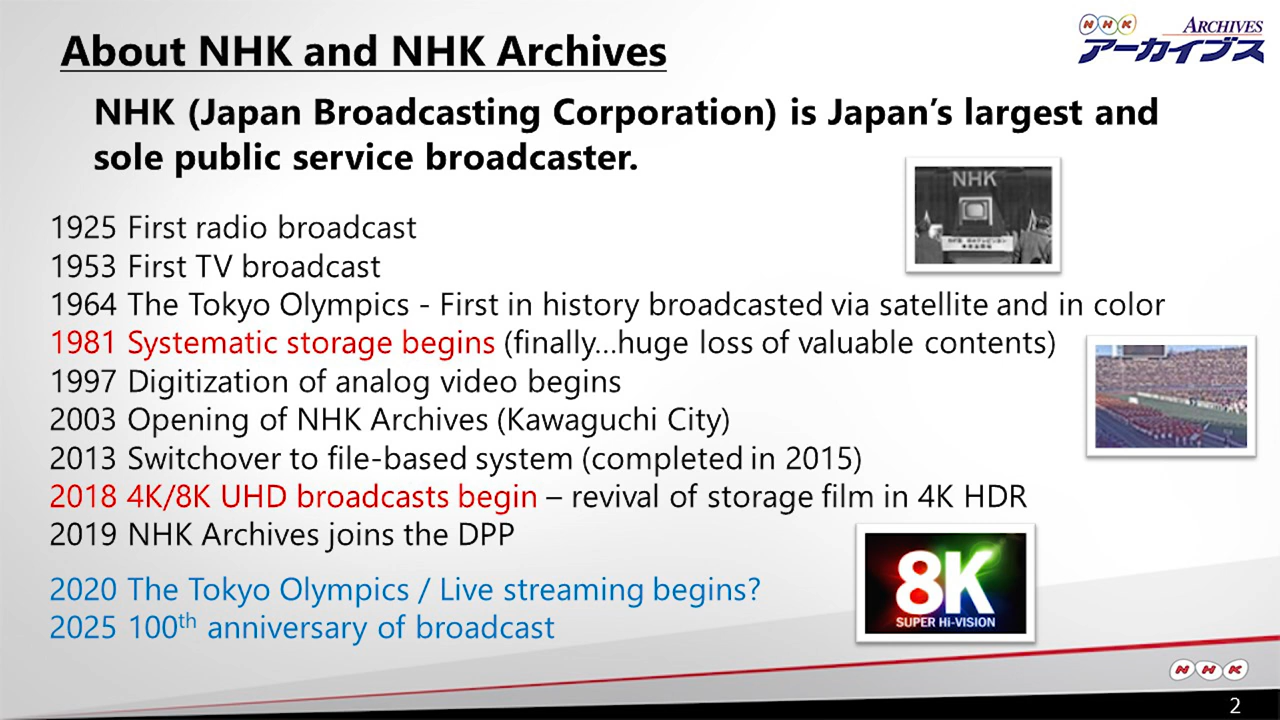 About NHK and NHK Archives
NHK ARCHIVES
アーカイブス
NHK (Japan Broadcasting Corporation) is Japan’s largest and
sole public service broadcaster.
NHK
1925 First radio broadcast
1953 First TV broadcast
1964 The Tokyo Olympics - First in history broadcasted via satellite and in color
1981 Systematic storage begins (finally…huge loss of valuable contents)
1997 Digitization of analog video begins
2003 Opening of NHK Archives (Kawaguchi City)
2013 Switchover to file-based system (completed in 2015)
2018 4K/8K UHD broadcasts begin – revival of storage film in 4K HDR
2019 NHK Archives joins the DPP
8K
SUPER Hi-VISION
2020 The Tokyo Olympics / Live streaming begins?
2025 100th anniversary of broadcast
NHK
2